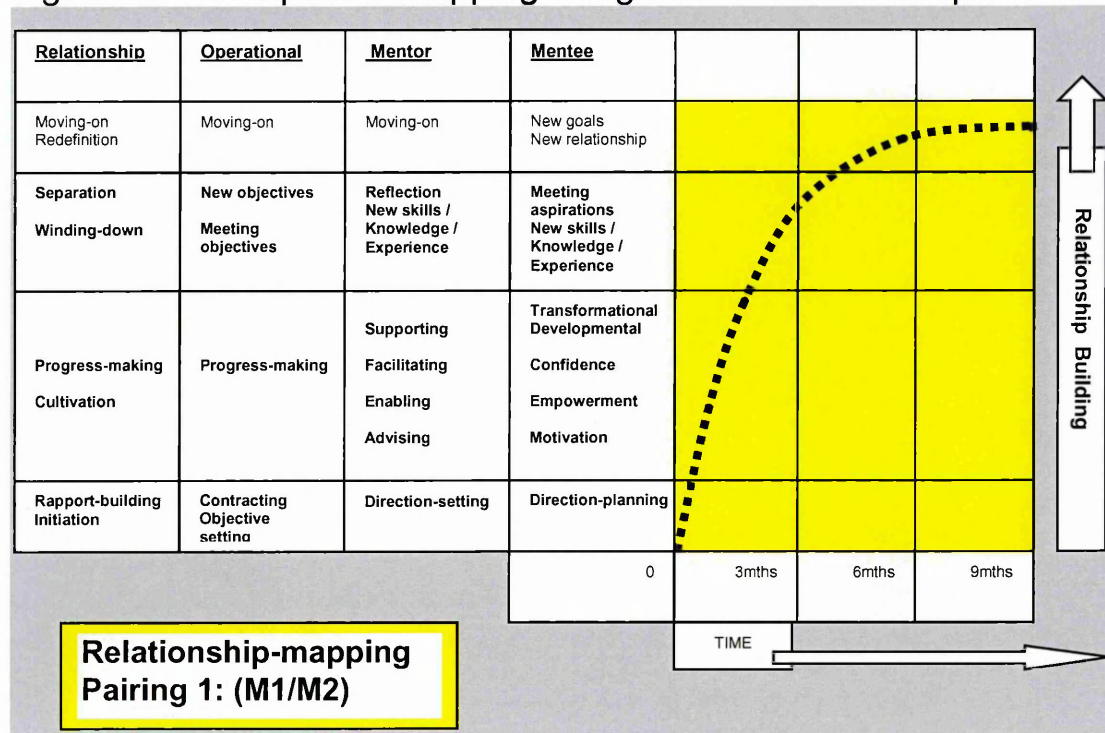 Relationship Operational Mentor Mentee
Moving-on
Redefinition
Moving-on
Moving-on
New goals
New relationship
Separation
Winding-down
New objectives
Meeting
objectives
Reflection
New skills /
Knowledge /
Experience
Meeting
aspirations
New skills /
Knowledge /
Experience
Progress-making
Cultivation
Progress-making
Supporting
Facilitating
Enabling
Advising
Transformational
Developmental
Confidence
Empowerment
Motivation
Rapport-building
Initiation
Contracting
Objective
setting
Direction-setting
Direction-planning
0 3mths 6mths 9mths
TIME
Relationship Building
Relationship-mapping
Pairing 1: (M1/M2)